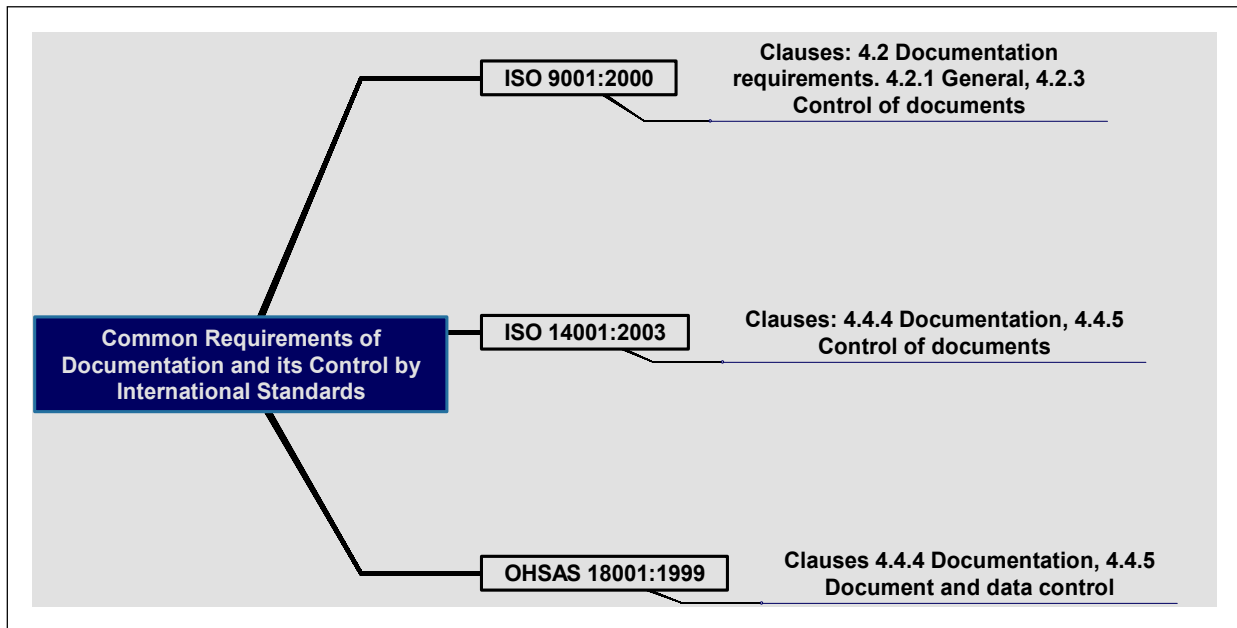 Common Requirements of
Documentation and its Control by
International Standards
ISO 9001:2000
Clauses: 4.2 Documentation
requirements. 4.2.1 General, 4.2.3
Control of documents
ISO 14001:2003
Clauses: 4.4.4 Documentation, 4.4.5
Control of documents
OHSAS 18001:1999
Clauses 4.4.4 Documentation, 4.4.5
Document and data control